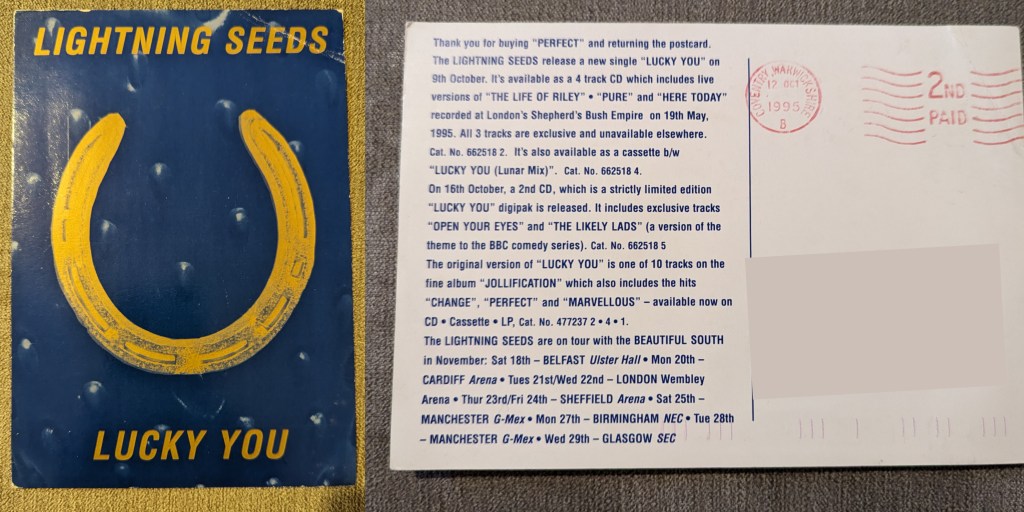 LIGHTNING SEEDS
LUCKY YOU
Thank you for buying "PERFECT" and returning the postcard.
The LIGHTNING SEEDS release a new single "LUCKY YOU" on
9th October. It's available as a 4 track CD which includes live
versions of "THE LIFE OF RILEY" • "PURE" and "HERE TODAY"
recorded at London's Shepherd's Bush Empire on 19th May,
1995. All 3 tracks are exclusive and unavailable elsewhere.
Cat. No. 662518 2. It's also available as a cassette b/w
"LUCKY YOU (Lunar Mix)". Cat. No. 662518 4.
On 16th October, a 2nd CD, which is a strictly limited edition
"LUCKY YOU" digipak is released. It includes exclusive tracks
"OPEN YOUR EYES" and "THE LIKELY LADS" (a version of the
theme to the BBC comedy series). Cat. No. 662518 5
The original version of "LUCKY YOU" is one of 10 tracks on the
fine album "JOLLIFICATION" which also includes the hits
"CHANGE", "PERFECT" and "MARVELLOUS" – available now on
CD • Cassette • LP, Cat. No. 477237 2 • 4 • 1.
The LIGHTNING SEEDS are on tour with the BEAUTIFUL SOUTH
in November: Sat 18th – BELFAST Ulster Hall • Mon 20th –
CARDIFF Arena • Tues 21st/Wed 22nd – LONDON Wembley
Arena • Thur 23rd/Fri 24th – SHEFFIELD Arena • Sat 25th –
MANCHESTER G-Mex • Mon 27th – BIRMINGHAM NEC • Tue 28th
– MANCHESTER G-Mex • Wed 29th – GLASGOW SEC
COVENTRY WARWICKSHIRE
12 OCT
1995
B
2ND
PAID